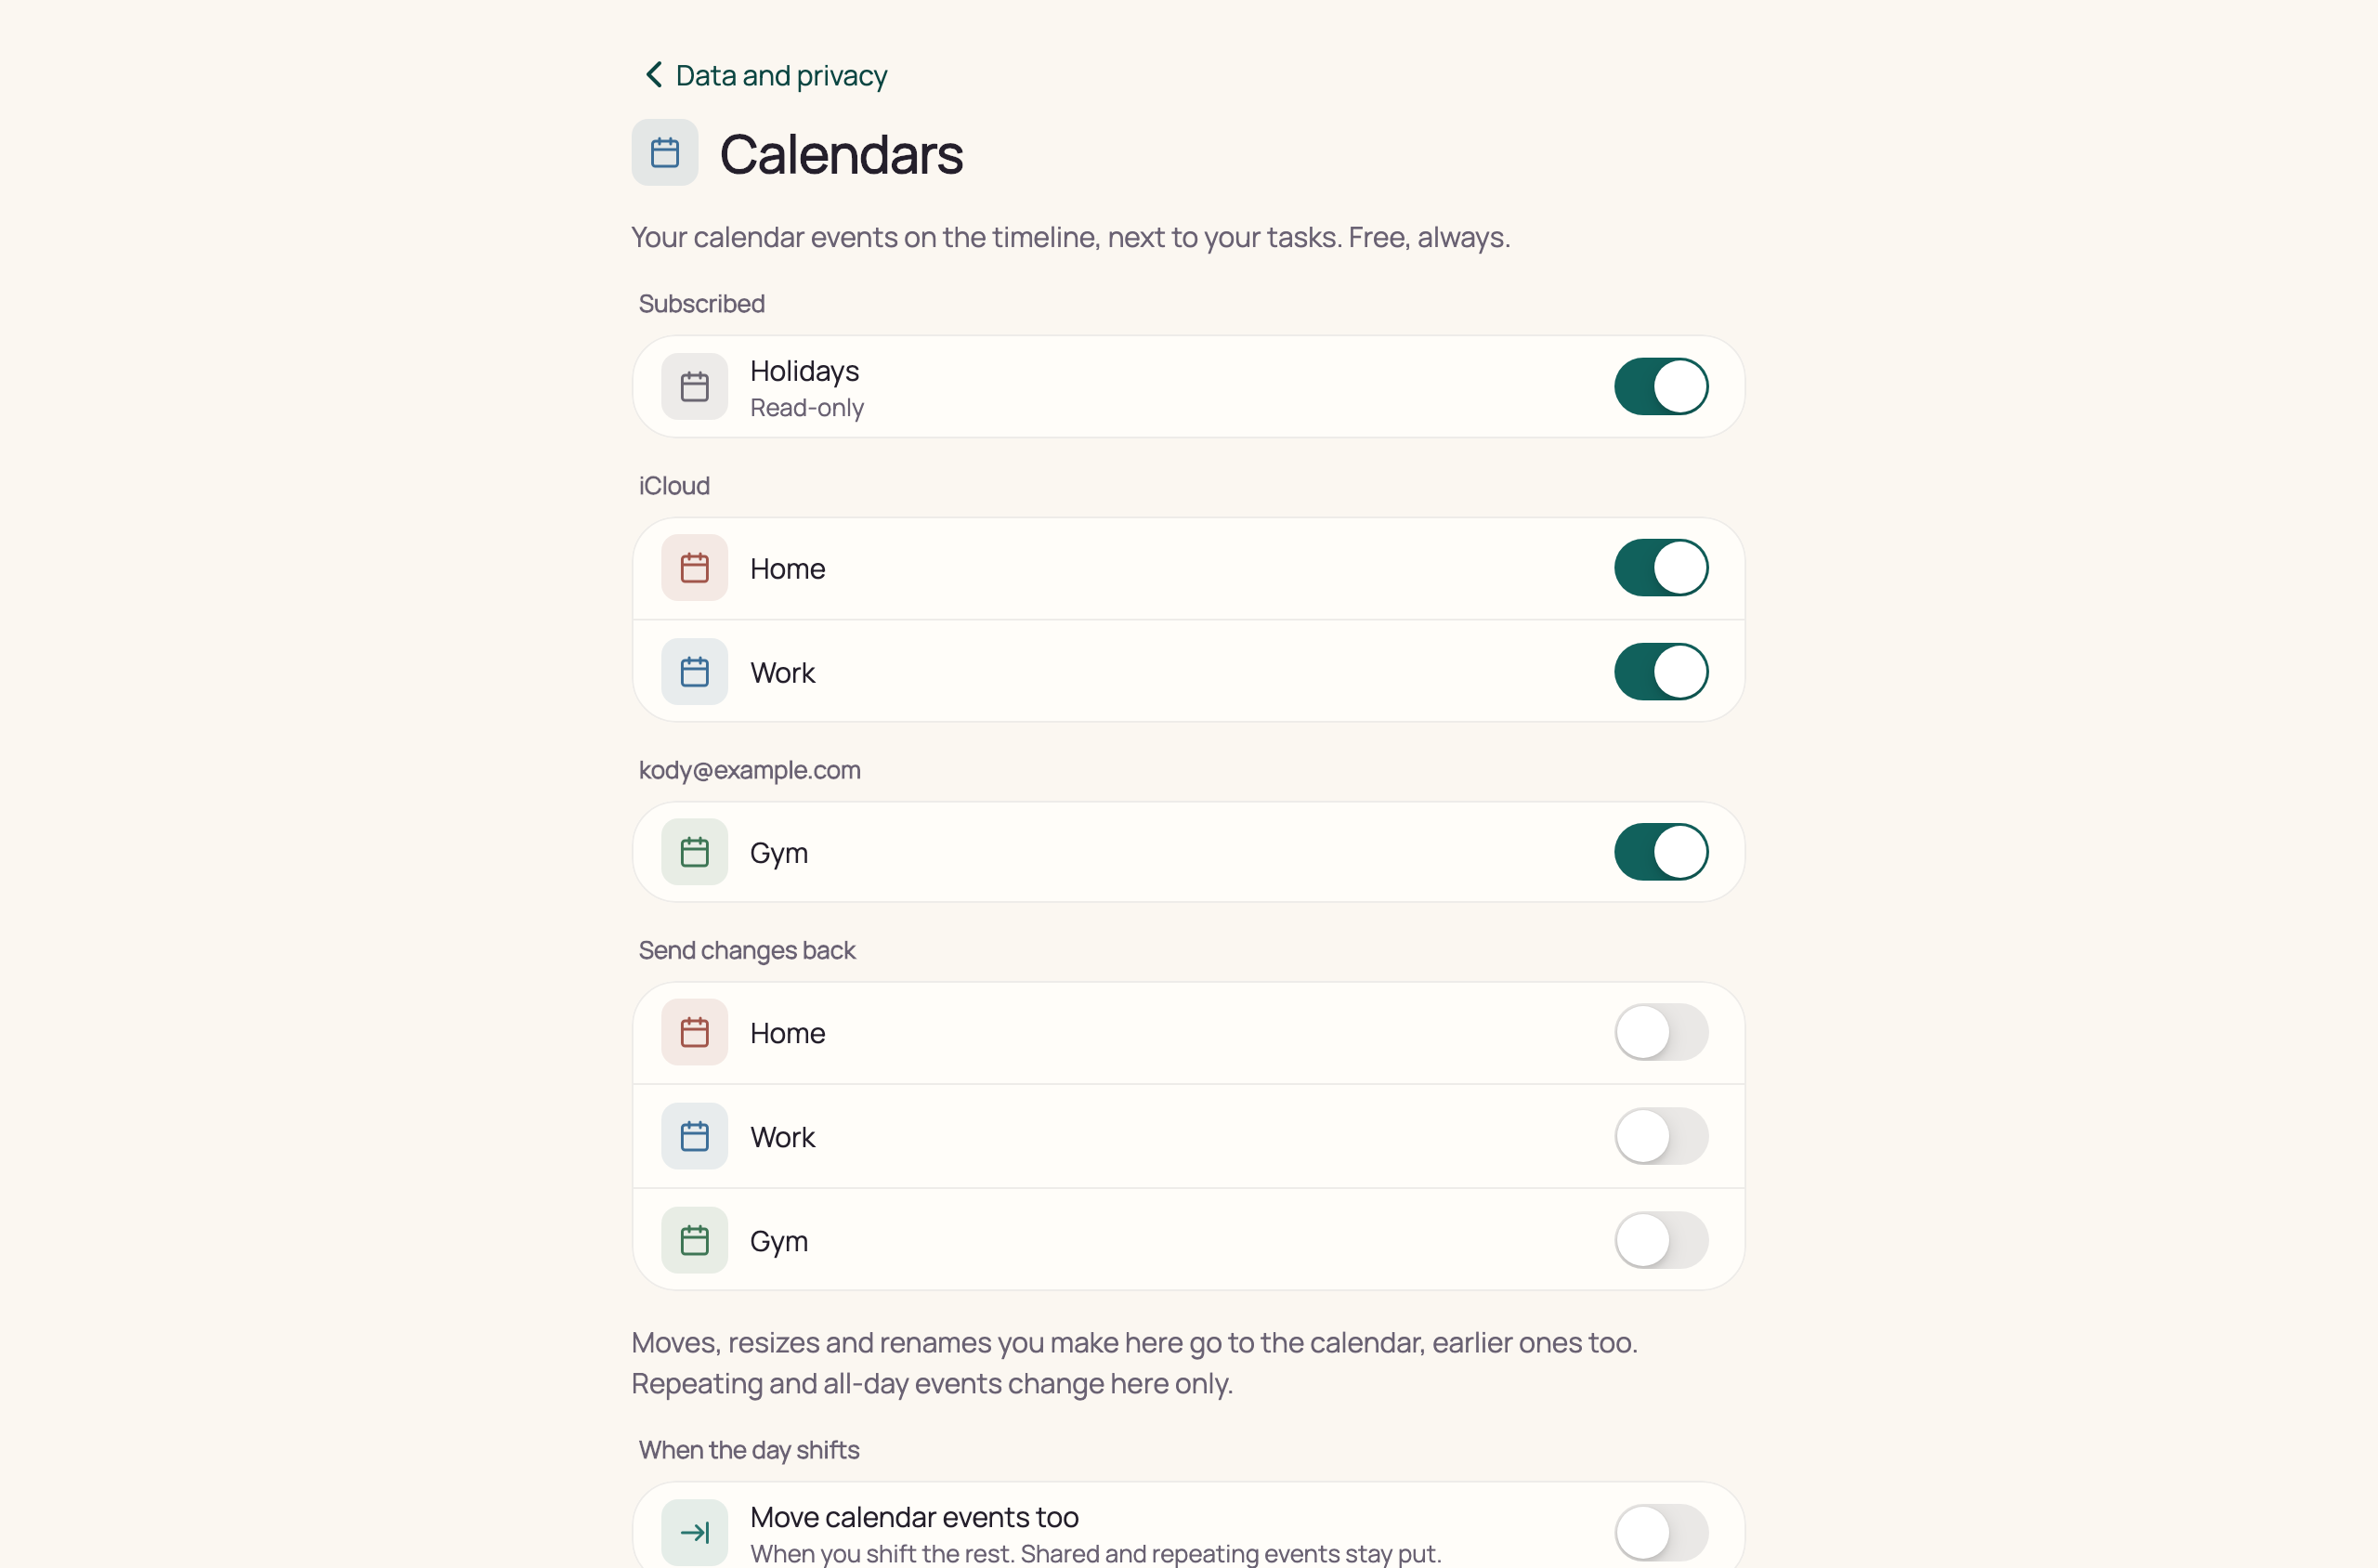 Data and privacy
Calendars
Your calendar events on the timeline, next to your tasks. Free, always.
Subscribed
Holidays
Read-only
iCloud
Home
Work
kody@example.com
Gym
Send changes back
Home
Work
Gym
Moves, resizes and renames you make here go to the calendar, earlier ones too.
Repeating and all-day events change here only.
When the day shifts
Move calendar events too
When you shift the rest. Shared and repeating events stay put.